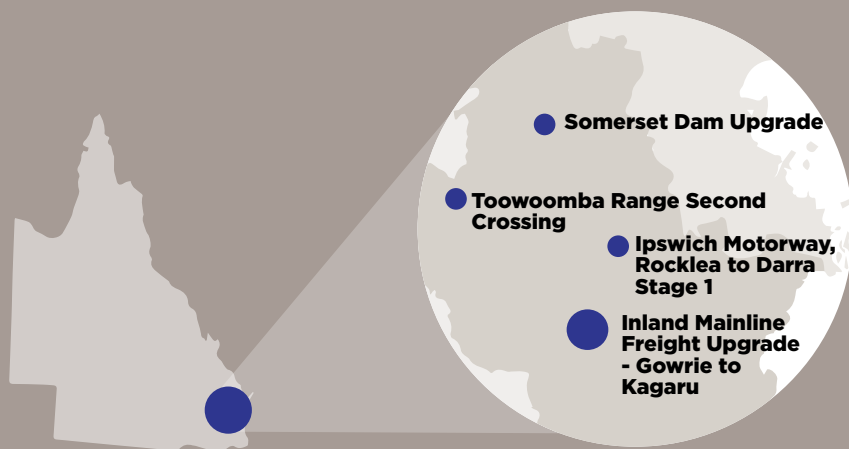 Somerset Dam Upgrade
Toowoomba Range Second
Crossing
Ipswich Motorway,
Rocklea to Darra
Stage 1
Inland Mainline
Freight Upgrade
- Gowrie to
Kagaru